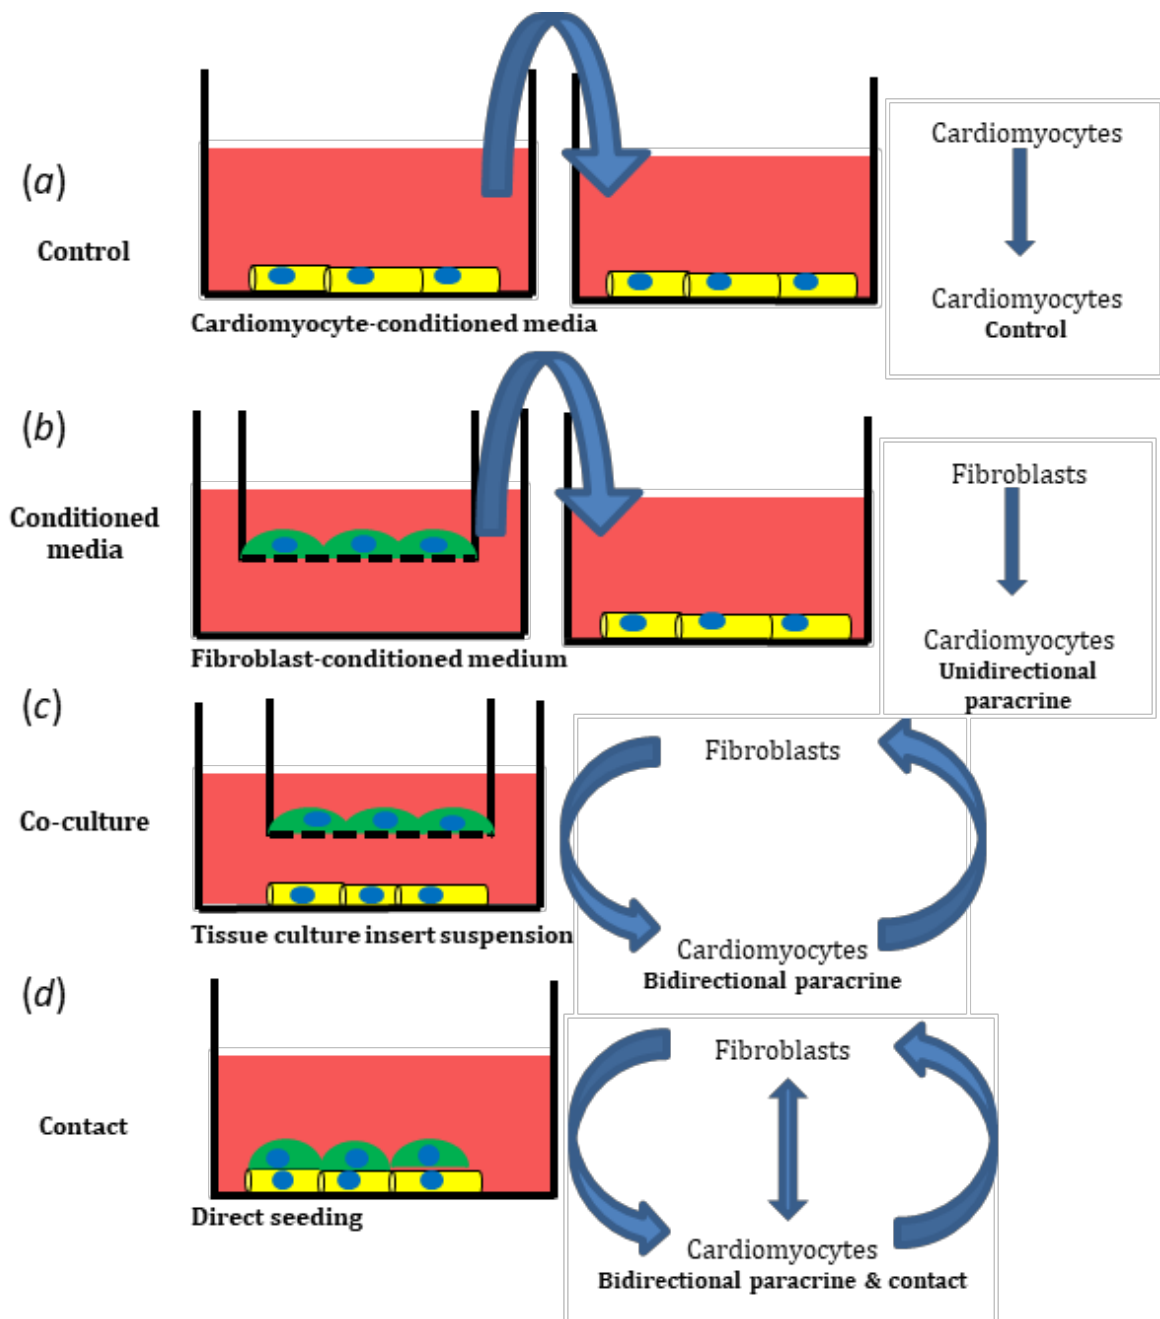 (a)
Control
Cardiomyocyte-conditioned media
Cardiomyocytes
Cardiomyocytes
Control
(b)
Conditioned
media
Fibroblast-conditioned medium
Fibroblasts
Cardiomyocytes
Unidirectional
paracrine
(c)
Co-culture
Tissue culture insert suspension
Fibroblasts
Cardiomyocytes
Bidirectional paracrine
(d)
Contact
Direct seeding
Fibroblasts
Cardiomyocytes
Bidirectional paracrine & contact